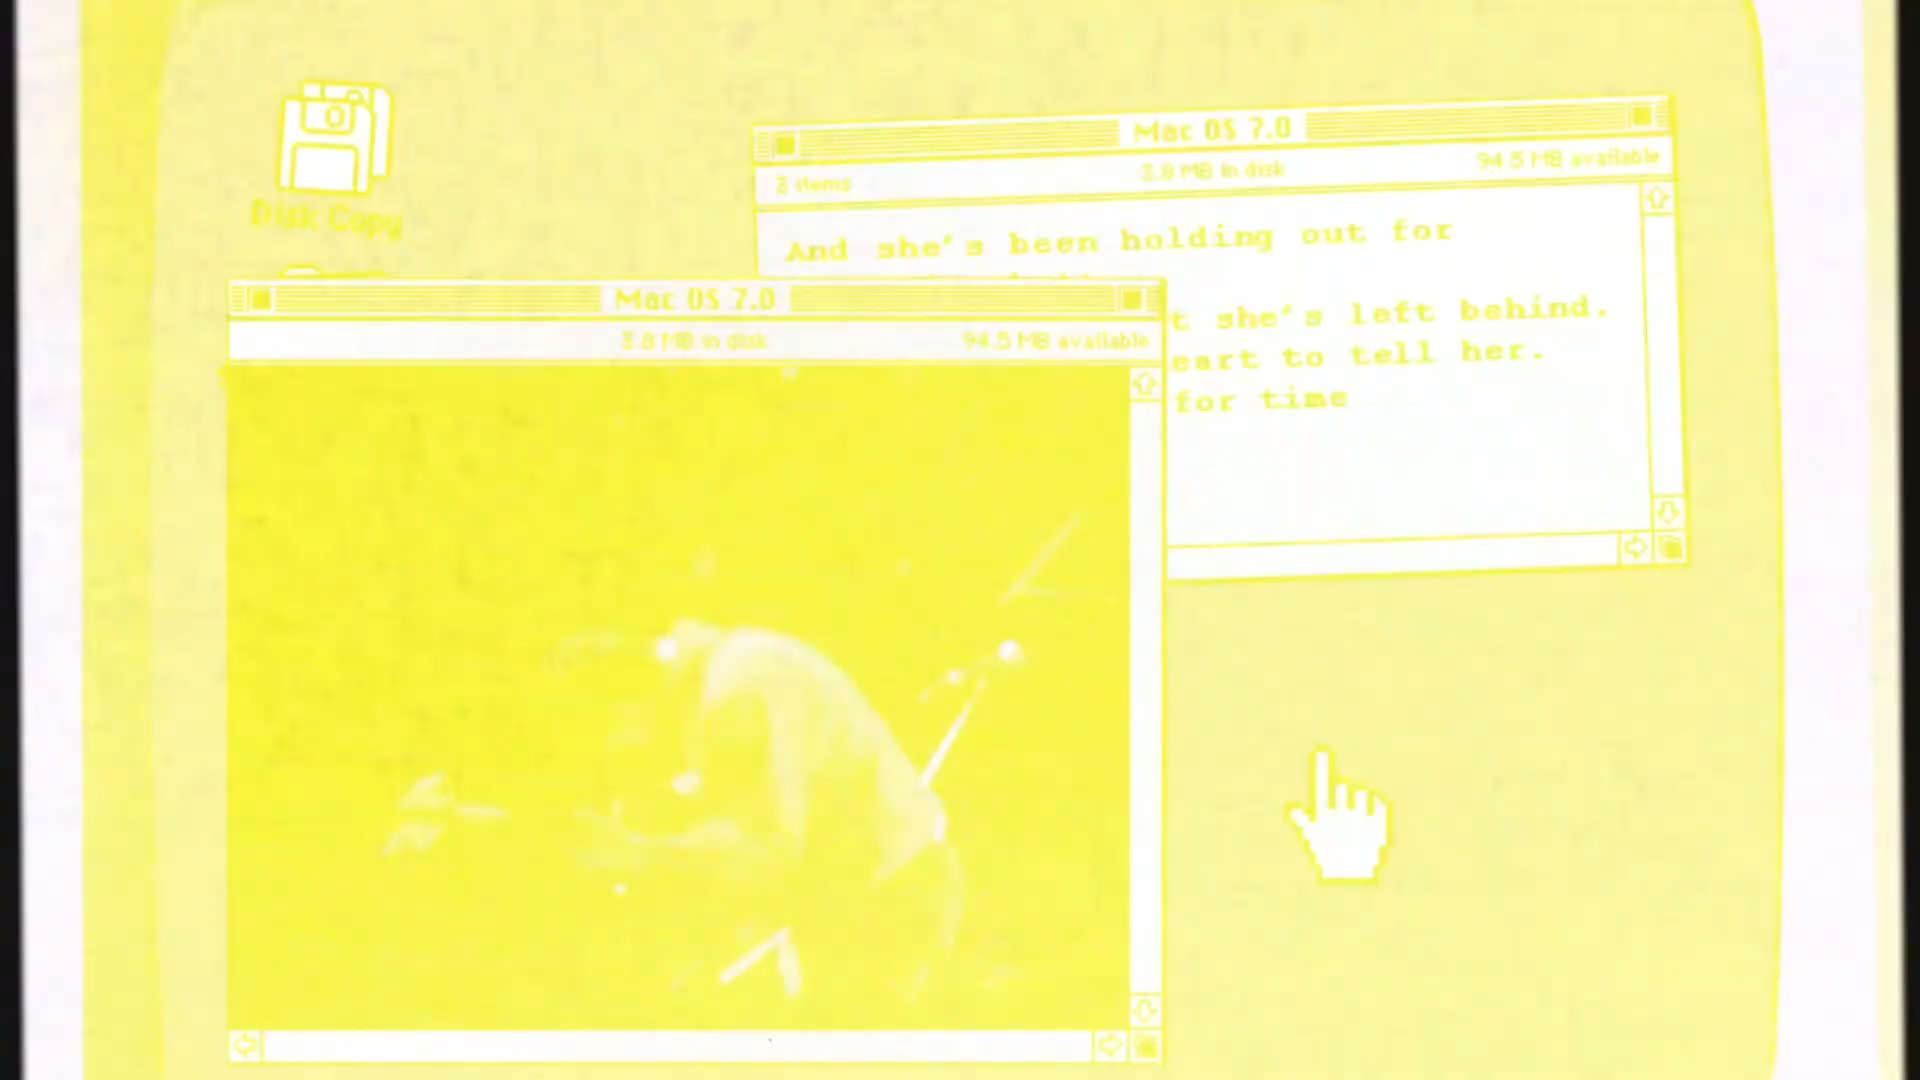 Disk Copy
Mac OS 7.0
3 items
3.8 MB in disk
94.5 MB available
And she's been holding out for
t she's left behind.
eart to tell her.
for time
Mac OS 7.0
3.8 MB in disk
94.5 MB available